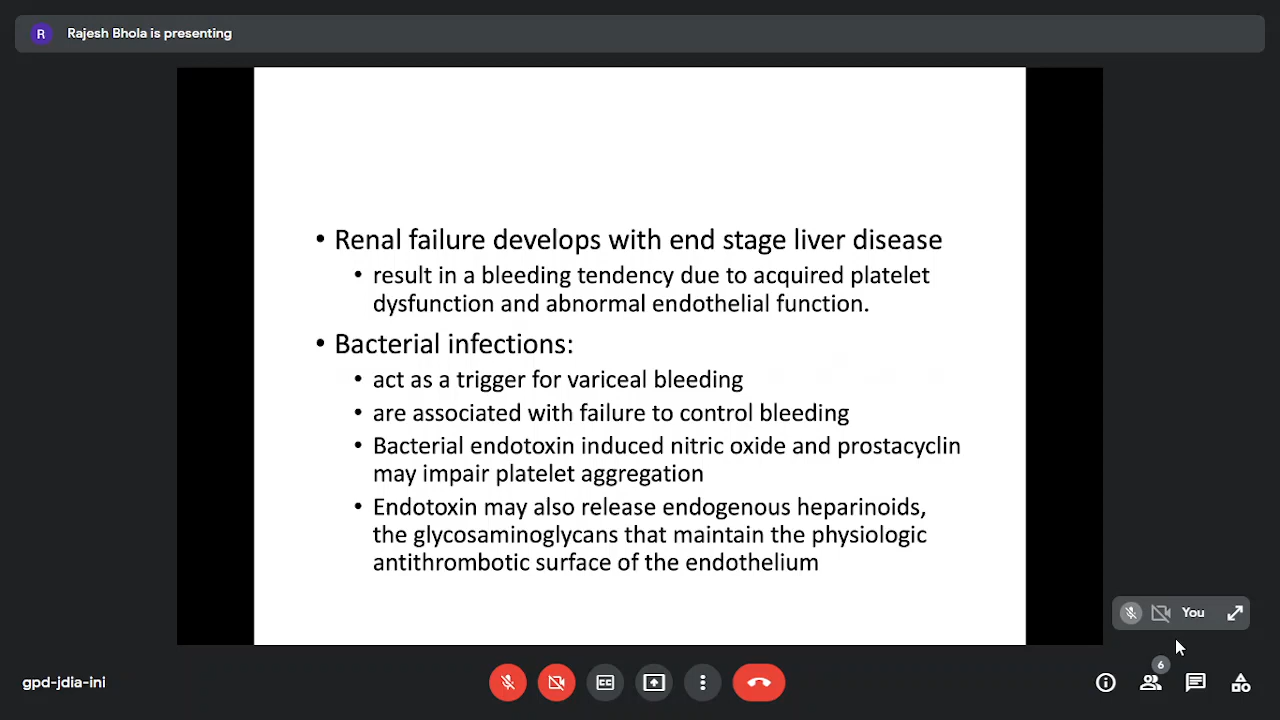 R
Rajesh Bhola is presenting
• Renal failure develops with end stage liver disease
• result in a bleeding tendency due to acquired platelet
dysfunction and abnormal endothelial function.
• Bacterial infections:
• act as a trigger for variceal bleeding
• are associated with failure to control bleeding
• Bacterial endotoxin induced nitric oxide and prostacyclin
may impair platelet aggregation
• Endotoxin may also release endogenous heparinoids,
the glycosaminoglycans that maintain the physiologic
antithrombotic surface of the endothelium
You
gpd-jdia-ini
CC
6